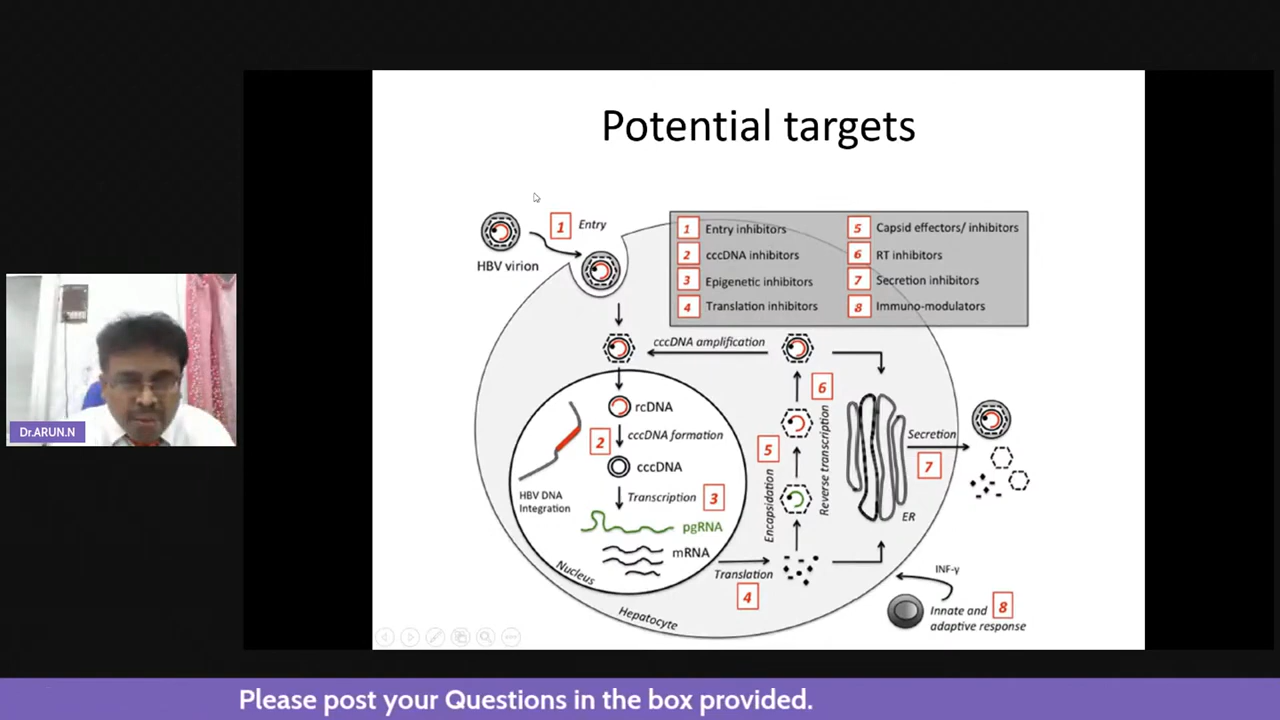 Potential targets
1 Entry
HBV virion
1 Entry inhibitors
2 cccDNA inhibitors
3 Epigenetic inhibitors
4 Translation inhibitors
5 Capsid effectors/ inhibitors
6 RT inhibitors
7 Secretion inhibitors
8 Immuno-modulators
cccDNA amplification
6
rcDNA
2 cccDNA formation
cccDNA
HBV DNA
Integration
Transcription 3
pgRNA
mRNA
Nucleus
Hepatocyte
Translation
4
5
Encapsidation
Reverse transcription
Secretion
7
ER
INF-γ
Innate and
adaptive response
8
Dr.ARUN.N
Please post your Questions in the box provided.